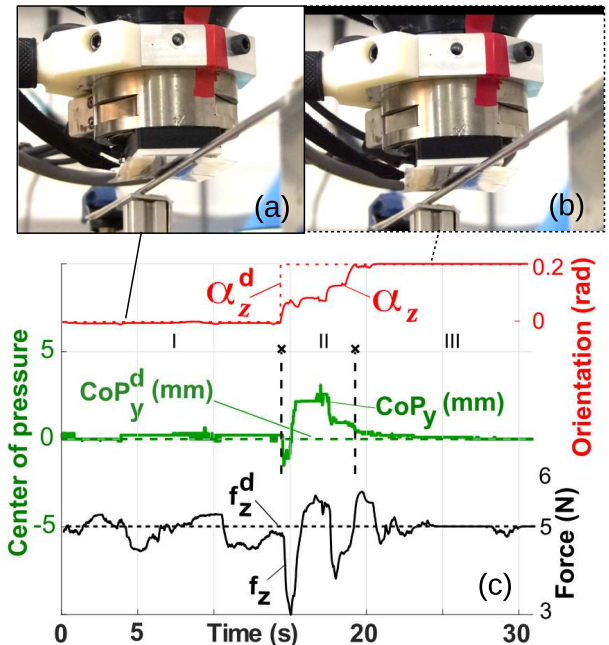 (a)
(b)
α_z^d
α_z
0.2
0
Orientation (rad)
I
II
III
5
0
-5
Center of pressure
CoP_y^d (mm)
CoP_y (mm)
f_z^d
f_z
6
5
3
Force (N)
(c)
0
5
Time (s)
20
30